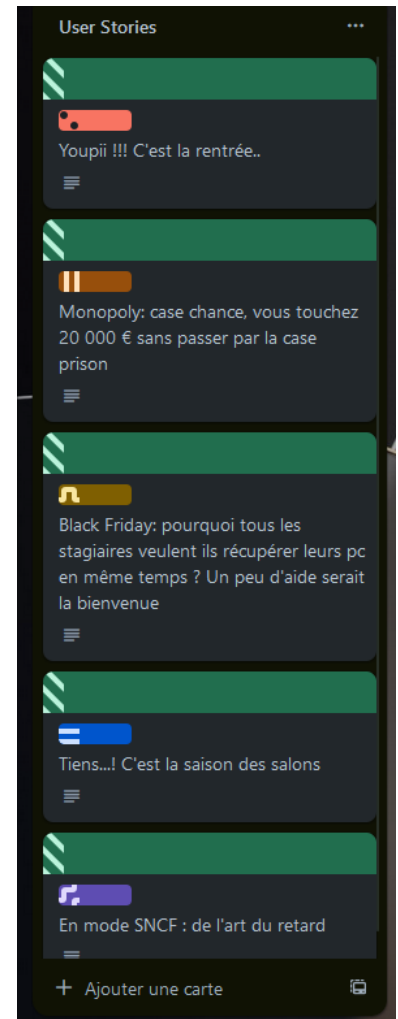 User Stories
Youpii !!! C'est la rentrée..
Monopoly: case chance, vous touchez
20 000 € sans passer par la case
prison
Black Friday: pourquoi tous les
stagiaires veulent ils récupérer leurs pc
en même temps ? Un peu d'aide serait
la bienvenue
Tiens...! C'est la saison des salons
En mode SNCF : de l'art du retard
+ Ajouter une carte